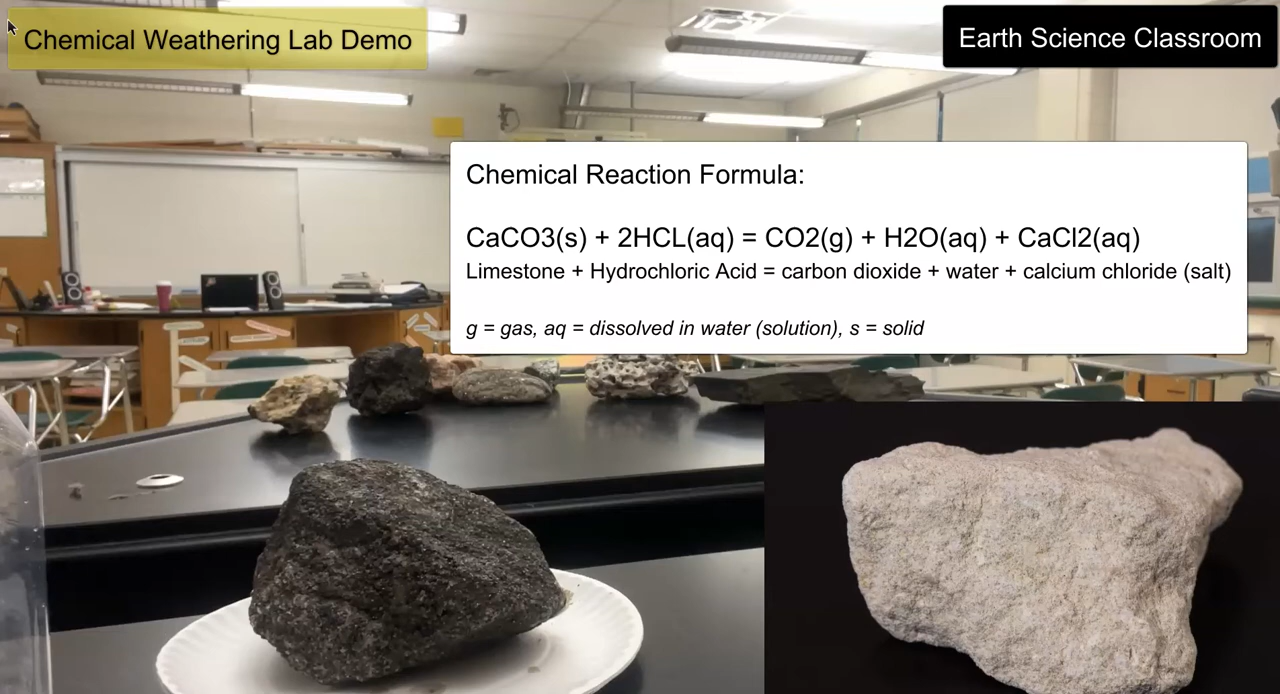 Chemical Weathering Lab Demo
Earth Science Classroom
Chemical Reaction Formula:
CaCO3(s) + 2HCL(aq) = CO2(g) + H2O(aq) + CaCl2(aq)
Limestone + Hydrochloric Acid = carbon dioxide + water + calcium chloride (salt)
g = gas, aq = dissolved in water (solution), s = solid